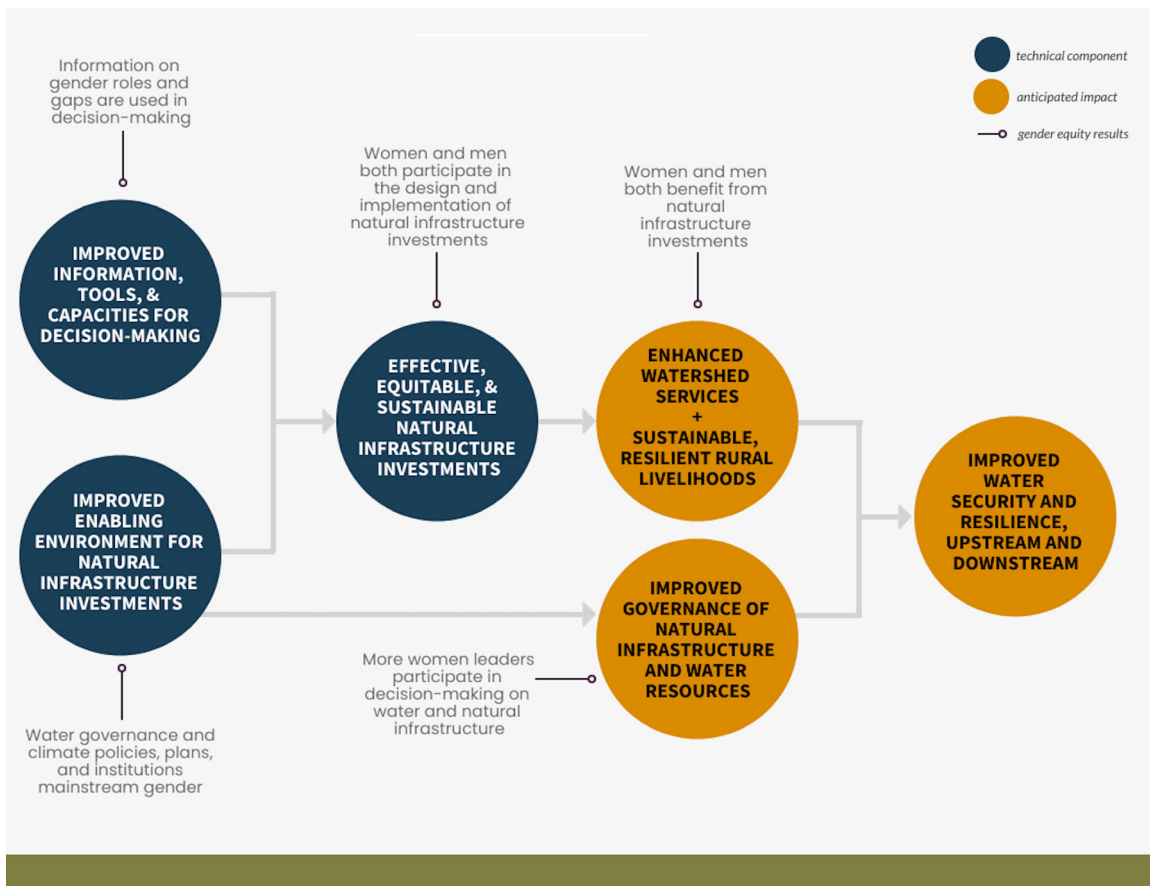 technical component
anticipated impact
gender equity results
Information on
gender roles and
gaps are used in
decision-making
IMPROVED
INFORMATION,
TOOLS, &
CAPACITIES FOR
DECISION-MAKING
IMPROVED
ENABLING
ENVIRONMENT FOR
NATURAL
INFRASTRUCTURE
INVESTMENTS
Water governance and
climate policies, plans,
and institutions
mainstream gender
Women and men
both participate in
the design and
implementation of
natural infrastructure
investments
EFFECTIVE,
EQUITABLE, &
SUSTAINABLE
NATURAL
INFRASTRUCTURE
INVESTMENTS
Women and men
both benefit from
natural
infrastructure
investments
ENHANCED
WATERSHED
SERVICES
+
SUSTAINABLE,
RESILIENT RURAL
LIVELIHOODS
More women leaders
participate in
decision-making on
water and natural
infrastructure
IMPROVED
GOVERNANCE OF
NATURAL
INFRASTRUCTURE
AND WATER
RESOURCES
IMPROVED
WATER
SECURITY AND
RESILIENCE,
UPSTREAM AND
DOWNSTREAM